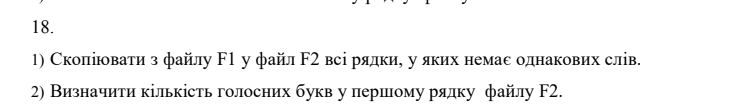 18.
1) Скопіювати з файлу F1 у файл F2 всі рядки, у яких немає однакових слів.
2) Визначити кількість голосних букв у першому рядку файлу F2.